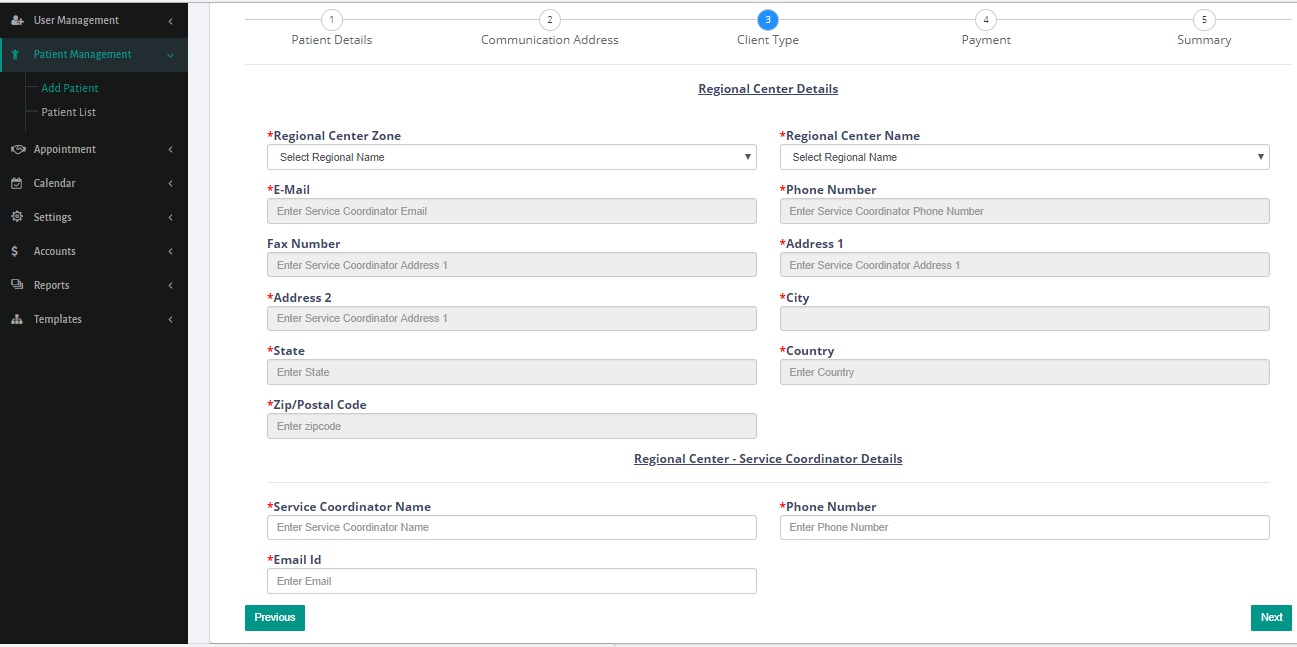 User Management
Patient Management
Add Patient
Patient List
Appointment
Calendar
Settings
$ Accounts
Reports
Templates
1 2 3 4 5
Patient Details Communication Address Client Type Payment Summary
Regional Center Details
*Regional Center Zone *Regional Center Name
Select Regional Name Select Regional Name
*E-Mail *Phone Number
Enter Service Coordinator Email Enter Service Coordinator Phone Number
Fax Number *Address 1
Enter Service Coordinator Address 1 Enter Service Coordinator Address 1
*Address 2 *City
Enter Service Coordinator Address 1
*State *Country
Enter State Enter Country
*Zip/Postal Code
Enter zipcode
Regional Center - Service Coordinator Details
*Service Coordinator Name *Phone Number
Enter Service Coordinator Name Enter Phone Number
*Email Id
Enter Email
Previous Next